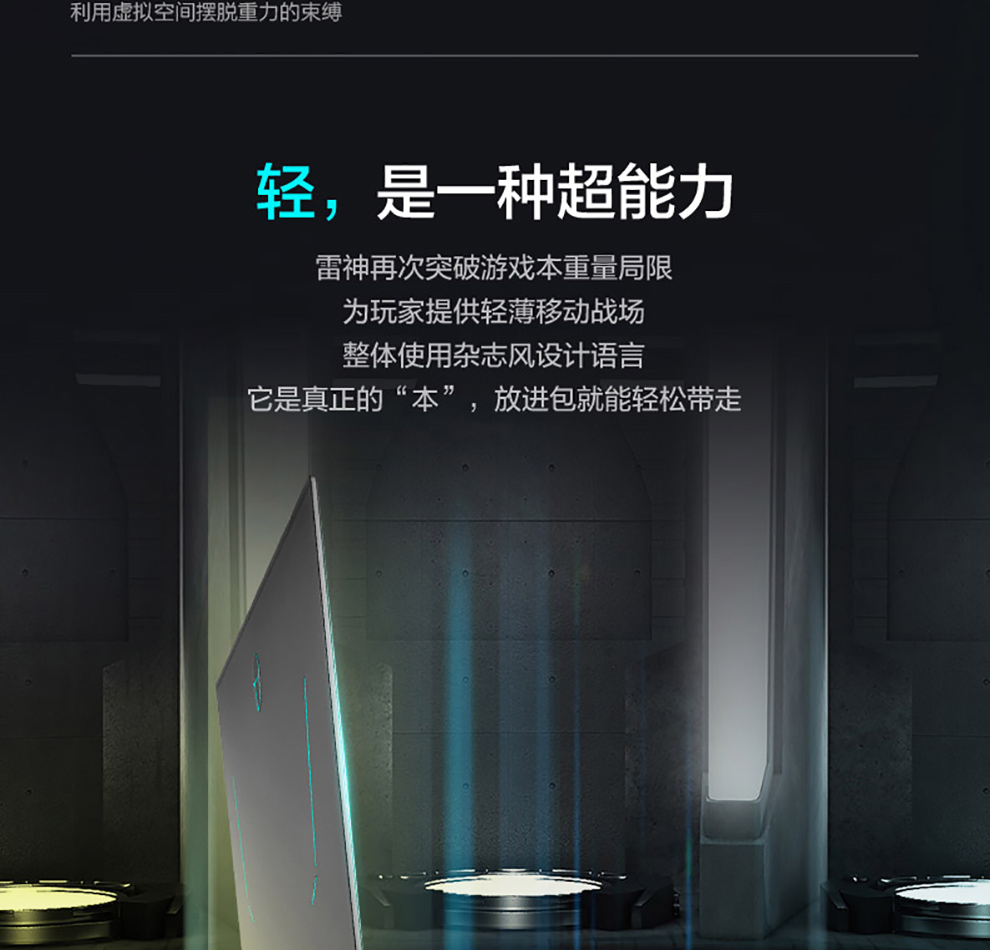 利用虚拟空间摆脱重力的束缚
轻，是一种超能力
雷神再次突破游戏本重量局限
为玩家提供轻薄移动战场
整体使用杂志风设计语言
它是真正的“本”，放进包就能轻松带走